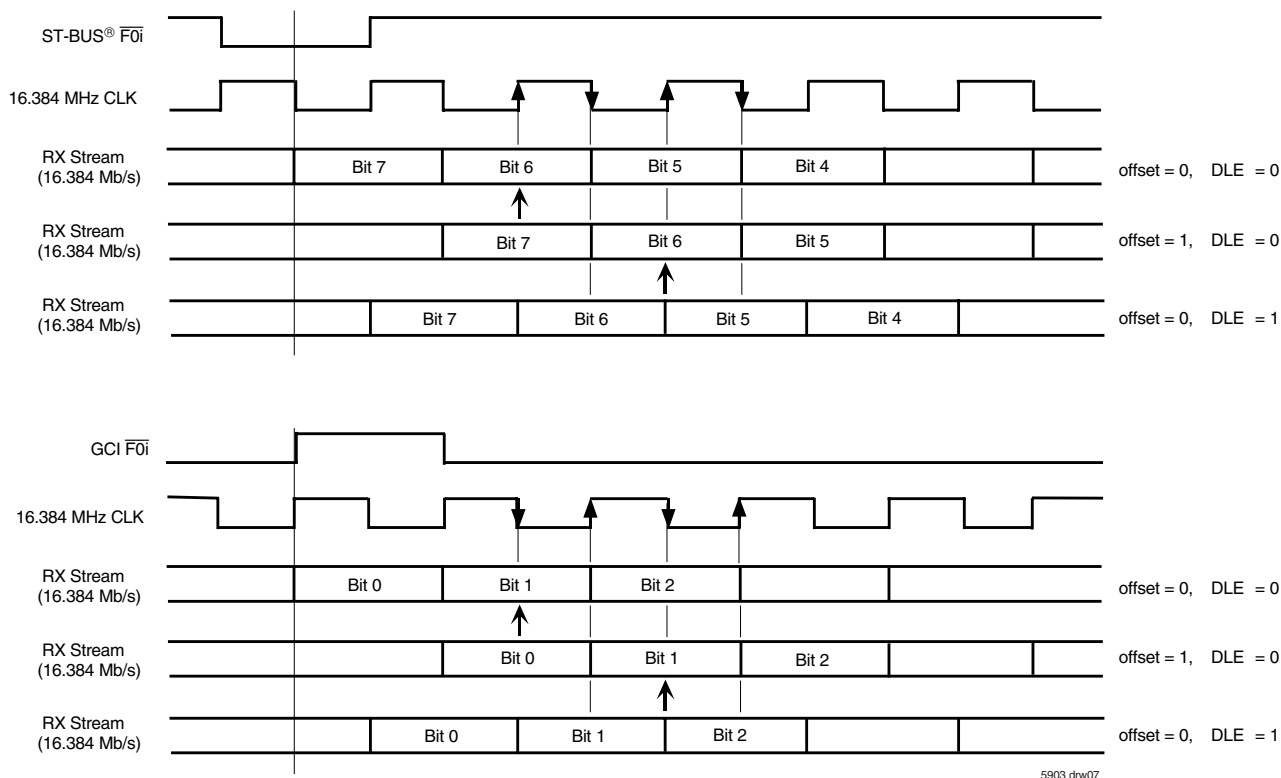 ST-BUS® F0i
16.384 MHz CLK
RX Stream
(16.384 Mb/s)
Bit 7 Bit 6 Bit 5 Bit 4
offset = 0, DLE = 0
RX Stream
(16.384 Mb/s)
Bit 7 Bit 6 Bit 5
offset = 1, DLE = 0
RX Stream
(16.384 Mb/s)
Bit 7 Bit 6 Bit 5 Bit 4
offset = 0, DLE = 1
GCI F0i
16.384 MHz CLK
RX Stream
(16.384 Mb/s)
Bit 0 Bit 1 Bit 2
offset = 0, DLE = 0
RX Stream
(16.384 Mb/s)
Bit 0 Bit 1 Bit 2
offset = 1, DLE = 0
RX Stream
(16.384 Mb/s)
Bit 0 Bit 1 Bit 2
offset = 0, DLE = 1
5903 drw07